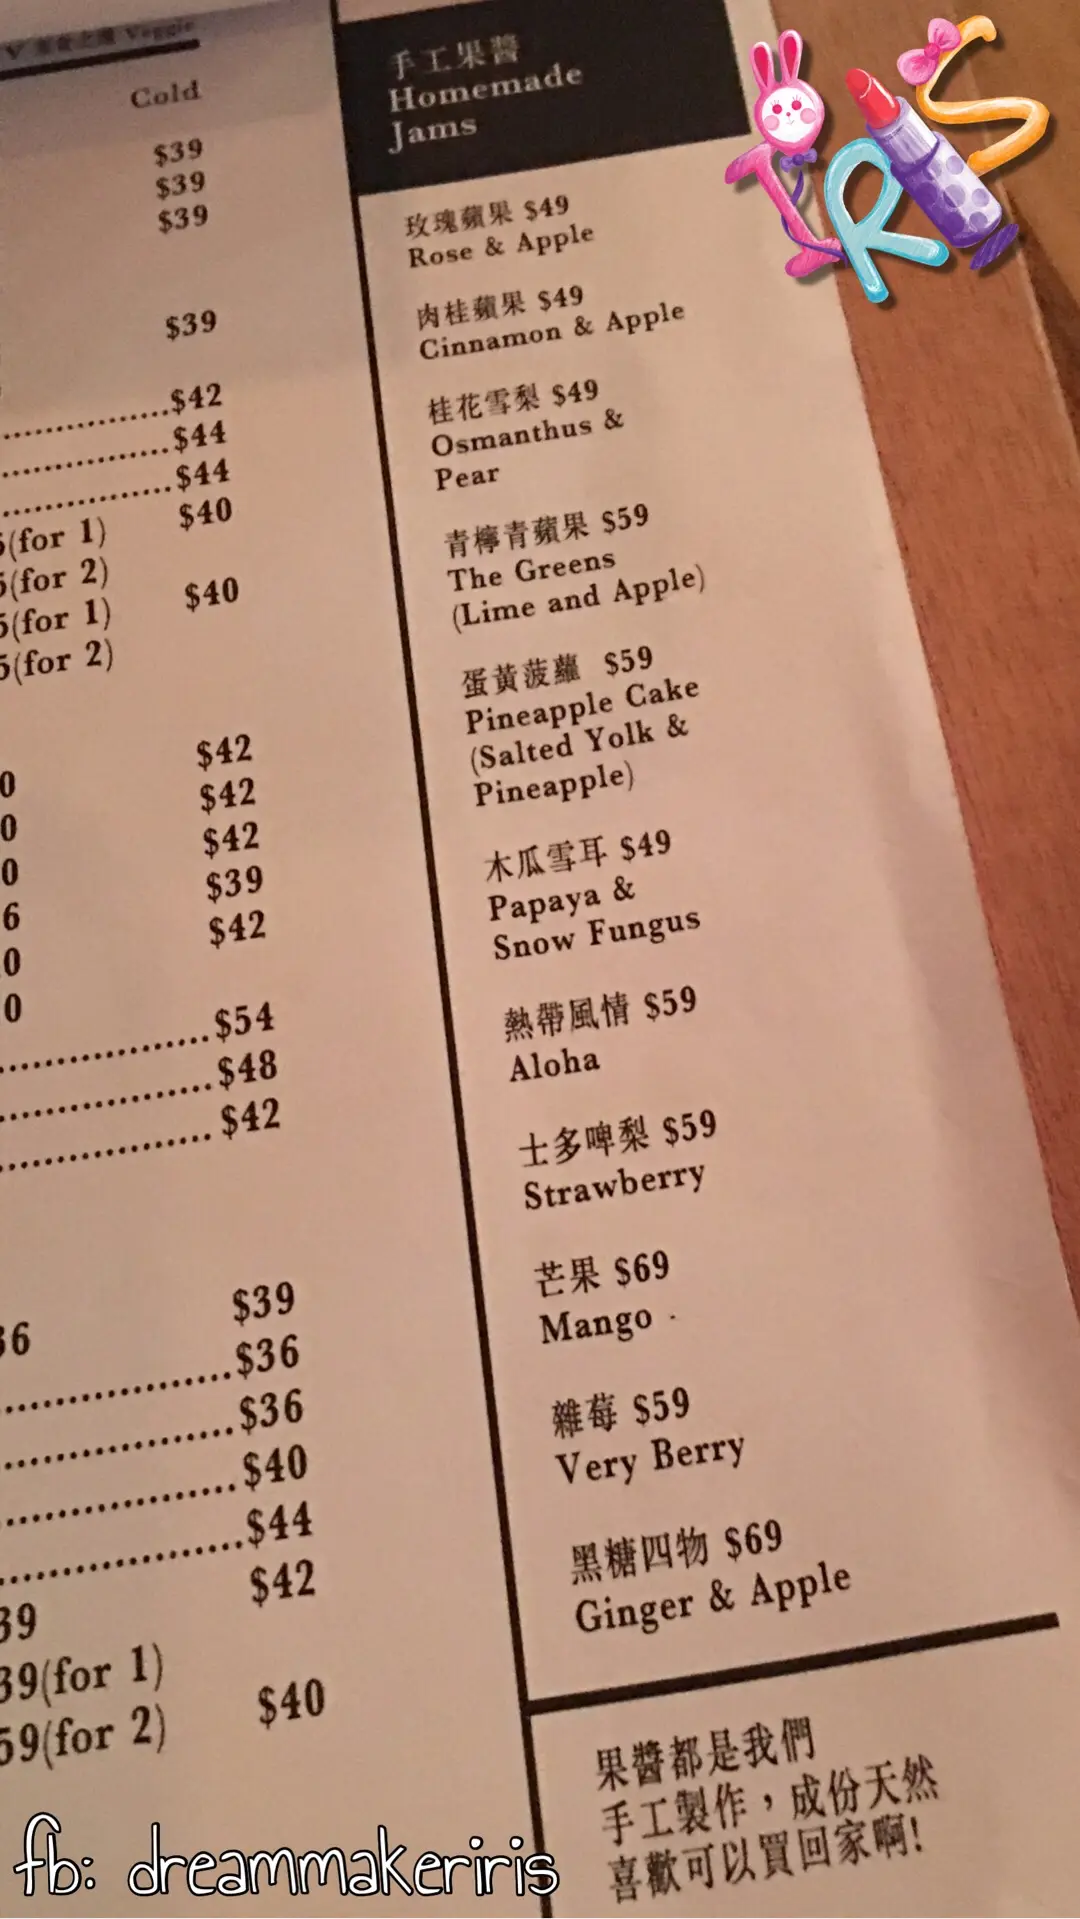 Veggie
Cold
$39
$39
$39
$39
$42
$44
$44
(for 1) $40
(for 2)
(for 1) $40
(for 2)
$42
$42
$42
$39
$42
$54
$48
$42
$39
36
$36
$36
$40
$44
$42
39
39(for 1)
59(for 2) $40
手工果醬
Homemade
Jams
玫瑰蘋果 $49
Rose & Apple
肉桂蘋果 $49
Cinnamon & Apple
桂花雪梨 $49
Osmanthus &
Pear
青檸青蘋果 $59
The Greens
(Lime and Apple)
蛋黃菠蘿 $59
Pineapple Cake
(Salted Yolk &
Pineapple)
木瓜雪耳 $49
Papaya &
Snow Fungus
熱帶風情 $59
Aloha
士多啤梨 $59
Strawberry
芒果 $69
Mango
雜莓 $59
Very Berry
黑糖四物 $69
Ginger & Apple
果醬都是我們
手工製作，成份天然
喜歡可以買回家啊!
IRIS
fb: dreammakeriris